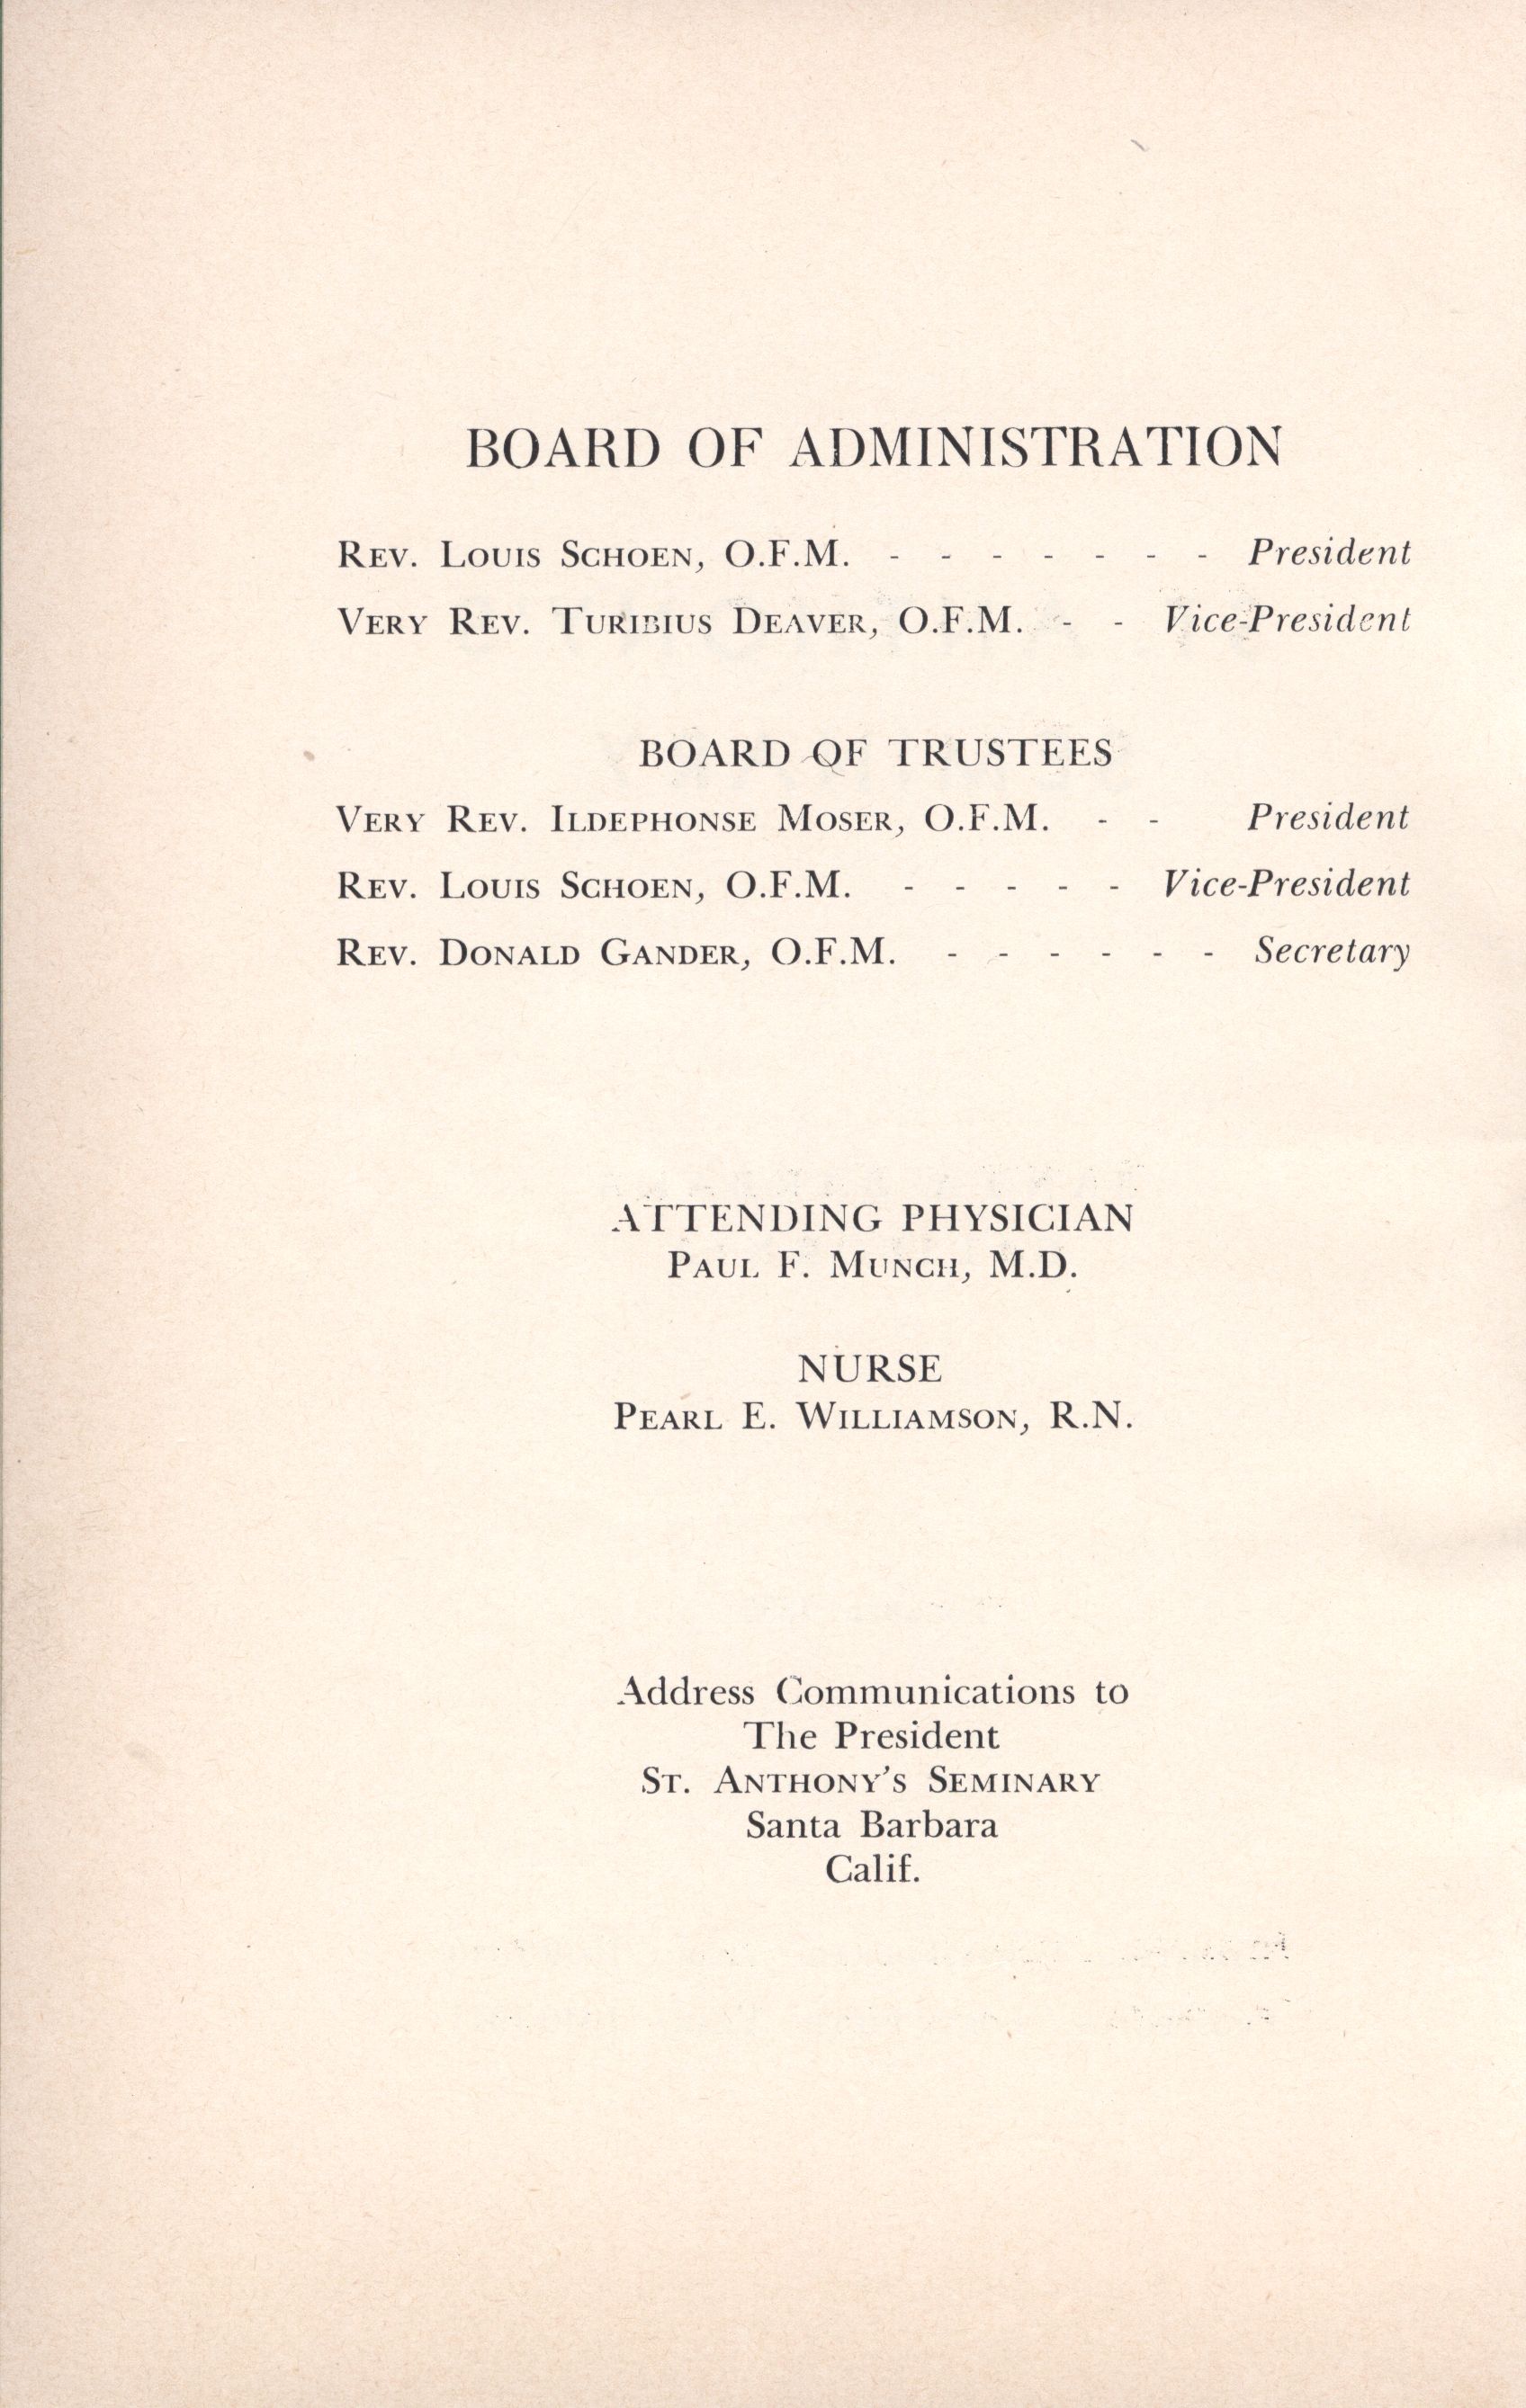 BOARD OF ADMINISTRATION
REV. LOUIS SCHOEN, O.F.M. - - - - - - - President
VERY REV. TURIBIUS DEAVER, O.F.M. - - Vice-President
BOARD OF TRUSTEES
VERY REV. ILDEPHONSE MOSER, O.F.M. - - President
REV. LOUIS SCHOEN, O.F.M. - - - - - Vice-President
REV. DONALD GANDER, O.F.M. - - - - - - Secretary
ATTENDING PHYSICIAN
PAUL F. MUNCH, M.D.
NURSE
PEARL E. WILLIAMSON, R.N.
Address Communications to
The President
ST. ANTHONY'S SEMINARY
Santa Barbara
Calif.